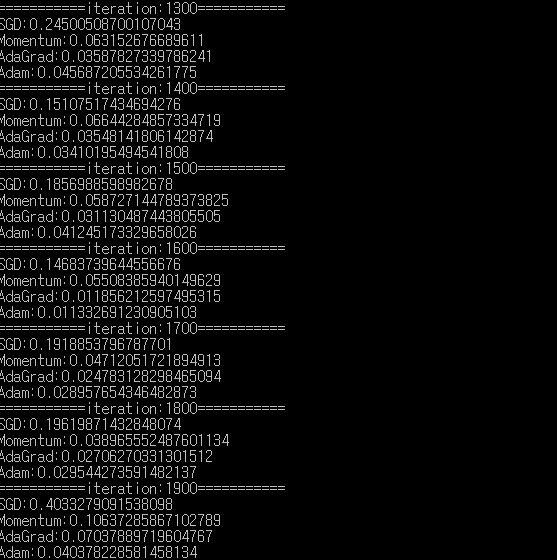 ===========iteration:1300===========
SGD:0.24500508700107043
Momentum:0.063152676689611
AdaGrad:0.03587827339786241
Adam:0.045687205534261775
===========iteration:1400===========
SGD:0.15107517434694276
Momentum:0.06644284857334719
AdaGrad:0.03548141806142874
Adam:0.03410195494541808
===========iteration:1500===========
SGD:0.1856988598982678
Momentum:0.058727144789373825
AdaGrad:0.031130487443805505
Adam:0.041245173329658026
===========iteration:1600===========
SGD:0.14683739644556676
Momentum:0.05508385940149629
AdaGrad:0.011856212597495315
Adam:0.011332691230905103
===========iteration:1700===========
SGD:0.1918853796787701
Momentum:0.04712051721894913
AdaGrad:0.024783128298465094
Adam:0.028957654346482873
===========iteration:1800===========
SGD:0.19619871432848074
Momentum:0.038965552487601134
AdaGrad:0.02706270331301512
Adam:0.029544273591482137
===========iteration:1900===========
SGD:0.4033279091538098
Momentum:0.10637285867102789
AdaGrad:0.07037889719604767
Adam:0.040378228581458134